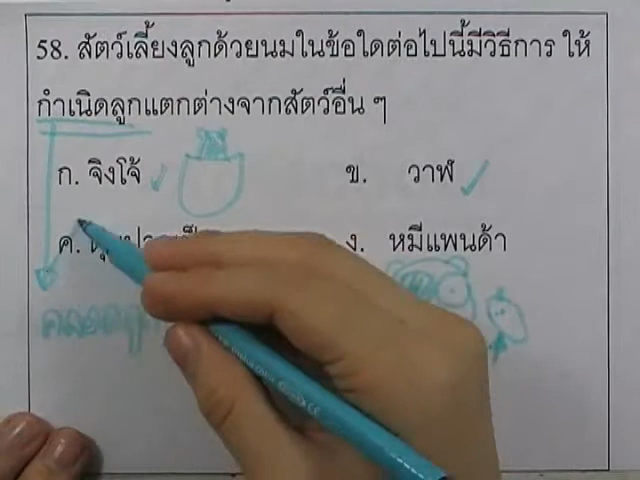 58. สัตว์เลี้ยงลูกด้วยนมในข้อใดต่อไปนี้มีวิธีการ ให้
กำเนิดลูกแตกต่างจากสัตว์อื่น ๆ
ก. จิงโจ้ ข. วาฬ
ค. ง. หมีแพนด้า